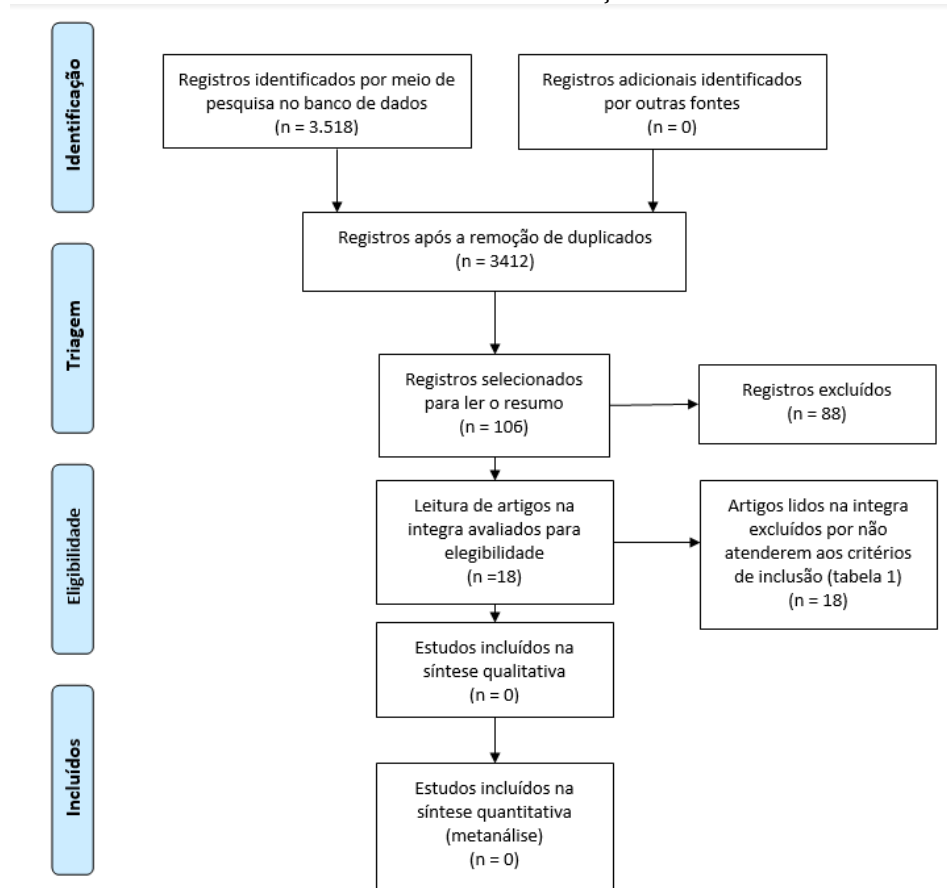 Identificação
Registros identificados por meio de
pesquisa no banco de dados
(n = 3.518)
Registros adicionais identificados
por outras fontes
(n = 0)
Registros após a remoção de duplicados
(n = 3412)
Triagem
Registros selecionados
para ler o resumo
(n = 106)
Registros excluídos
(n = 88)
Eligibilidade
Leitura de artigos na
integra avaliados para
elegibilidade
(n =18)
Artigos lidos na integra
excluídos por não
atenderem aos critérios
de inclusão (tabela 1)
(n = 18)
Estudos incluídos na
síntese qualitativa
(n = 0)
Incluídos
Estudos incluídos na
síntese quantitativa
(metanálise)
(n = 0)